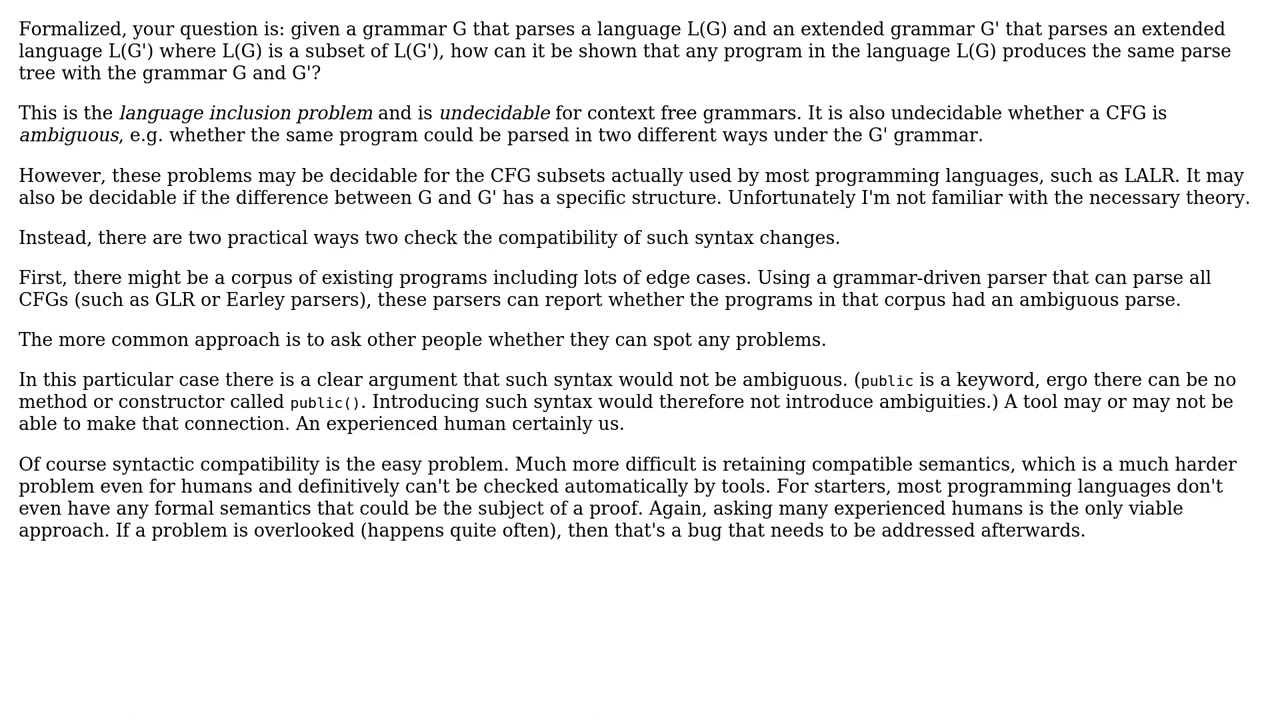 Formalized, your question is: given a grammar G that parses a language L(G) and an extended grammar G' that parses an extended
language L(G') where L(G) is a subset of L(G'), how can it be shown that any program in the language L(G) produces the same parse
tree with the grammar G and G'?
This is the language inclusion problem and is undecidable for context free grammars. It is also undecidable whether a CFG is
ambiguous, e.g. whether the same program could be parsed in two different ways under the G' grammar.
However, these problems may be decidable for the CFG subsets actually used by most programming languages, such as LALR. It may
also be decidable if the difference between G and G' has a specific structure. Unfortunately I'm not familiar with the necessary theory.
Instead, there are two practical ways two check the compatibility of such syntax changes.
First, there might be a corpus of existing programs including lots of edge cases. Using a grammar-driven parser that can parse all
CFGs (such as GLR or Earley parsers), these parsers can report whether the programs in that corpus had an ambiguous parse.
The more common approach is to ask other people whether they can spot any problems.
In this particular case there is a clear argument that such syntax would not be ambiguous. (public is a keyword, ergo there can be no
method or constructor called public(). Introducing such syntax would therefore not introduce ambiguities.) A tool may or may not be
able to make that connection. An experienced human certainly us.
Of course syntactic compatibility is the easy problem. Much more difficult is retaining compatible semantics, which is a much harder
problem even for humans and definitively can't be checked automatically by tools. For starters, most programming languages don't
even have any formal semantics that could be the subject of a proof. Again, asking many experienced humans is the only viable
approach. If a problem is overlooked (happens quite often), then that's a bug that needs to be addressed afterwards.